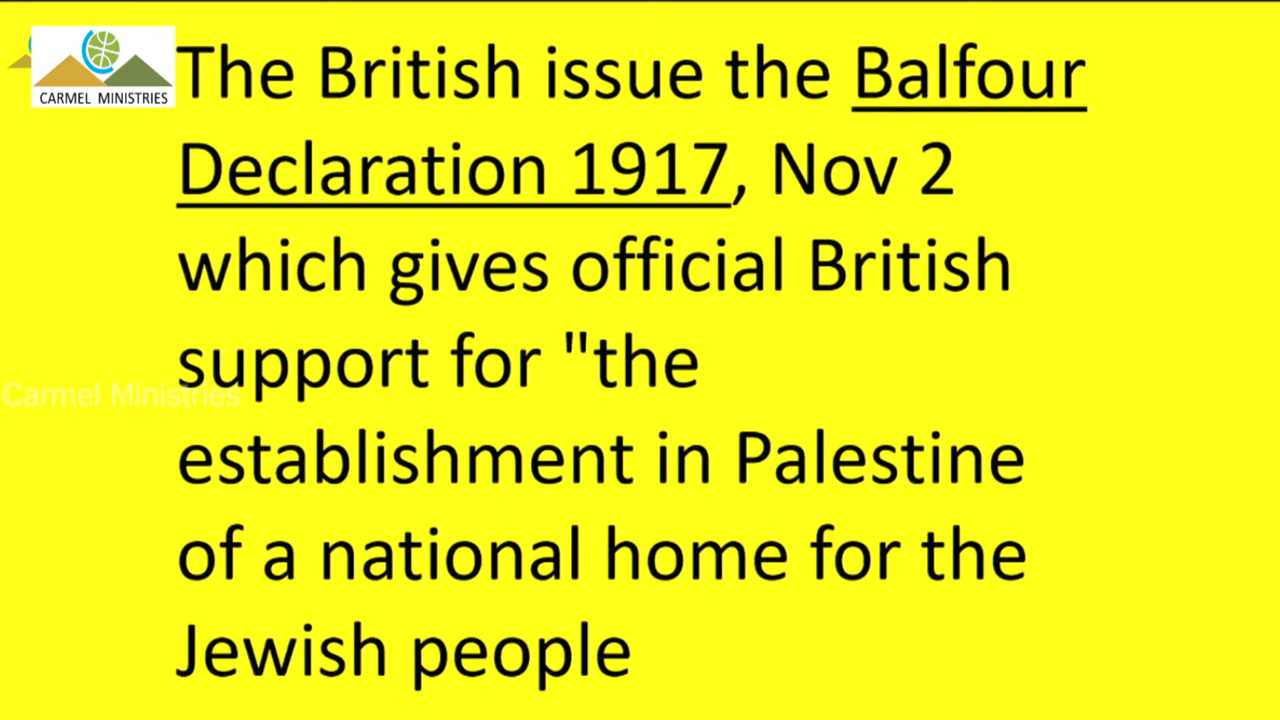 CARMEL MINISTRIES
The British issue the Balfour
Declaration 1917, Nov 2
which gives official British
support for "the
Carmel Ministries
establishment in Palestine
of a national home for the
Jewish people